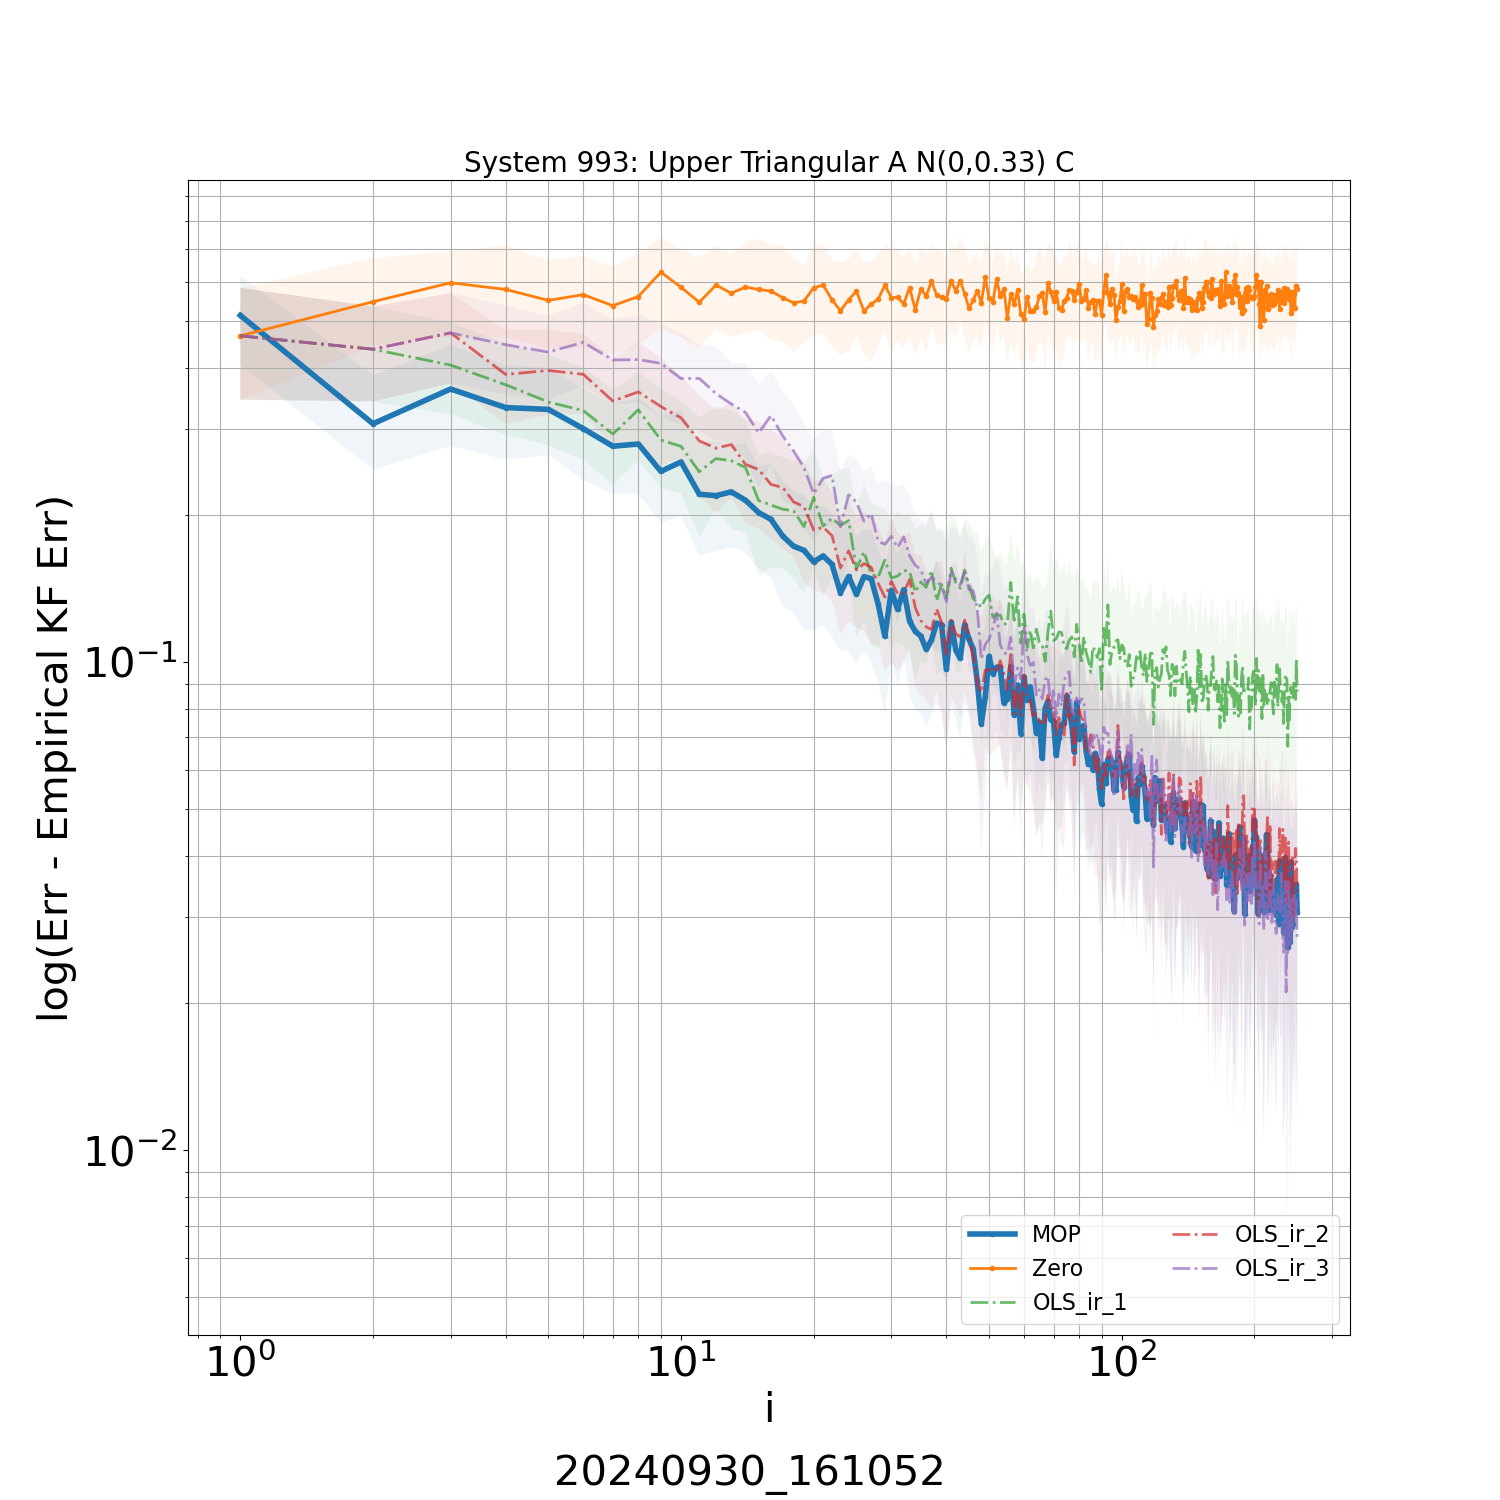 System 993: Upper Triangular A N(0,0.33) C
log(Err - Empirical KF Err)
10⁻¹
10⁻²
MOP
Zero
OLS_ir_1
OLS_ir_2
OLS_ir_3
10⁰ 10¹ 10²
i
20240930_161052